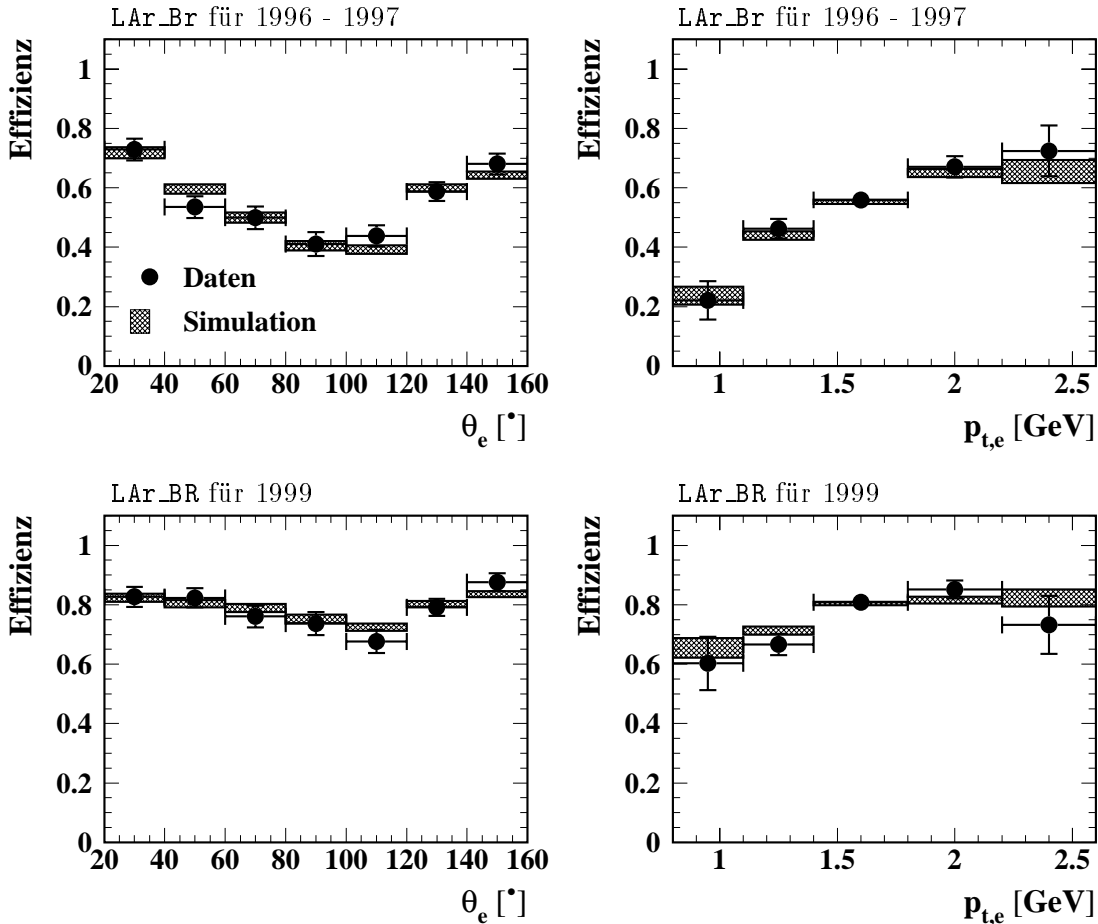 LAr_Br für 1996 - 1997
Effizienz
1
0.8
0.6
0.4
0.2
0
Daten
Simulation
20 40 60 80 100 120 140 160
θe [•]
LAr_Br für 1996 - 1997
Effizienz
1
0.8
0.6
0.4
0.2
0
1 1.5 2 2.5
pt,e [GeV]
LAr_BR für 1999
Effizienz
1
0.8
0.6
0.4
0.2
0
20 40 60 80 100 120 140 160
θe [•]
LAr_BR für 1999
Effizienz
1
0.8
0.6
0.4
0.2
0
1 1.5 2 2.5
pt,e [GeV]